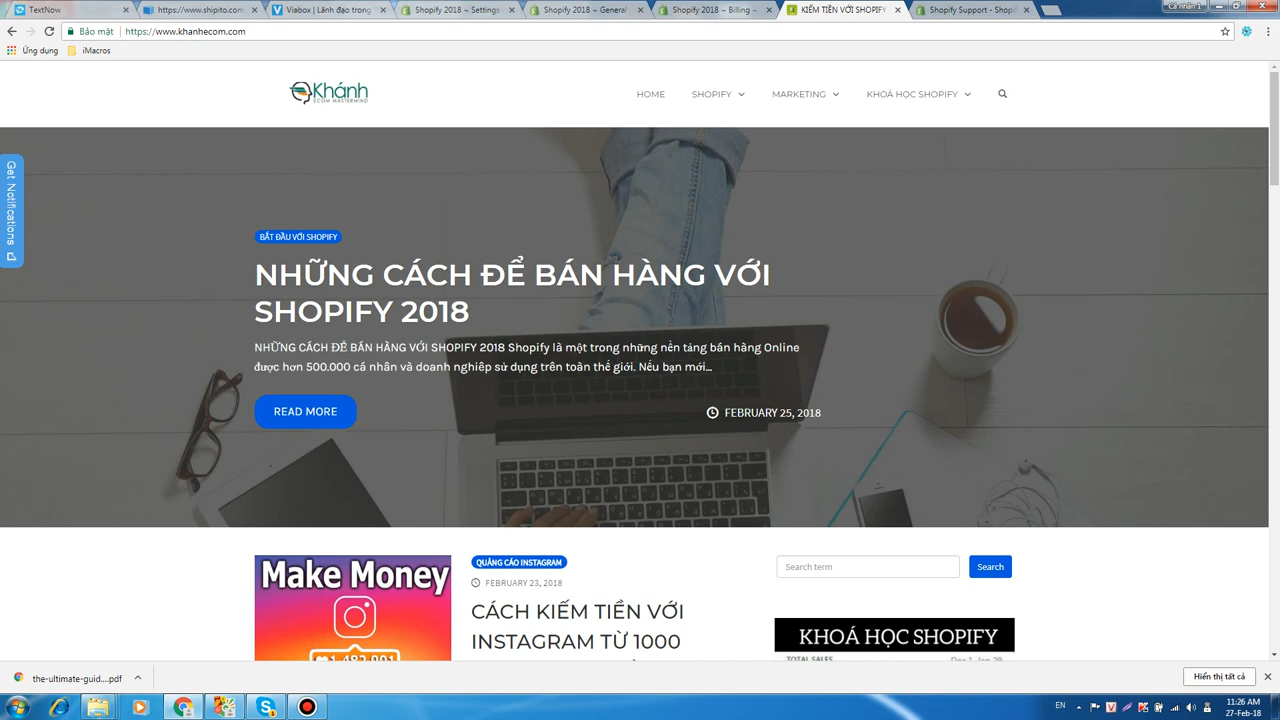 TextNow
https://www.shipito.com
Viabox | Lãnh đạo trong
Shopify 2018 ~ Settings
Shopify 2018 ~ General
Shopify 2018 ~ Billing ~
KIẾM TIỀN VỚI SHOPIFY
Shopify Support - Shopi
Cá nhân 1
Bảo mật
https://www.khanhecom.com
Ứng dụng
iMacros
Khánh
ECOM MASTERMIND
HOME
SHOPIFY
MARKETING
KHOÁ HỌC SHOPIFY
Get Notifications
BẮT ĐẦU VỚI SHOPIFY
NHỮNG CÁCH ĐỂ BÁN HÀNG VỚI
SHOPIFY 2018
NHỮNG CÁCH ĐỂ BÁN HÀNG VỚI SHOPIFY 2018 Shopify là một trong những nền tảng bán hàng Online
được hơn 500.000 cá nhân và doanh nghiệp sử dụng trên toàn thế giới. Nếu bạn mới...
READ MORE
FEBRUARY 25, 2018
Make Money
QUẢNG CÁO INSTAGRAM
FEBRUARY 23, 2018
CÁCH KIẾM TIỀN VỚI
INSTAGRAM TỪ 1000
Search term
Search
KHOÁ HỌC SHOPIFY
TOTAL SALES
the-ultimate-guid....pdf
Hiển thị tất cả
EN
11:26 AM
27-Feb-18